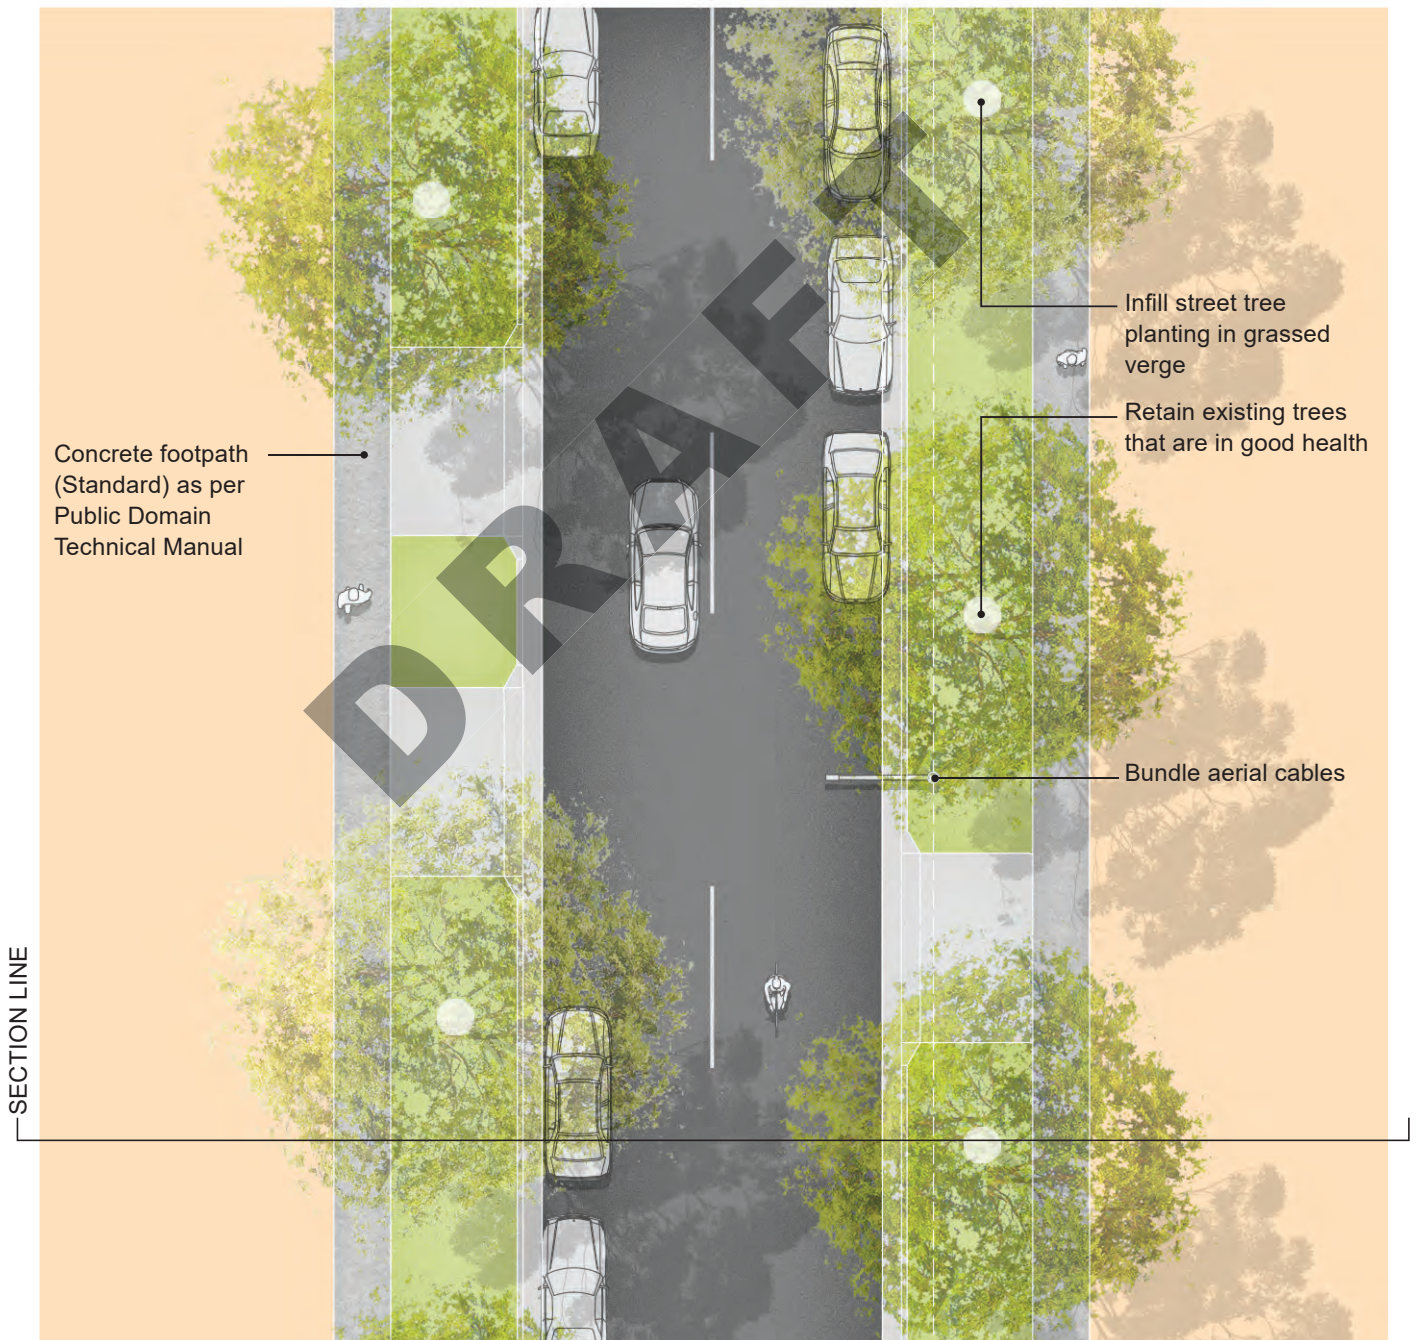 Infill street tree
planting in grassed
verge
Retain existing trees
that are in good health
Concrete footpath
(Standard) as per
Public Domain
Technical Manual
Bundle aerial cables
SECTION LINE
DRAFT